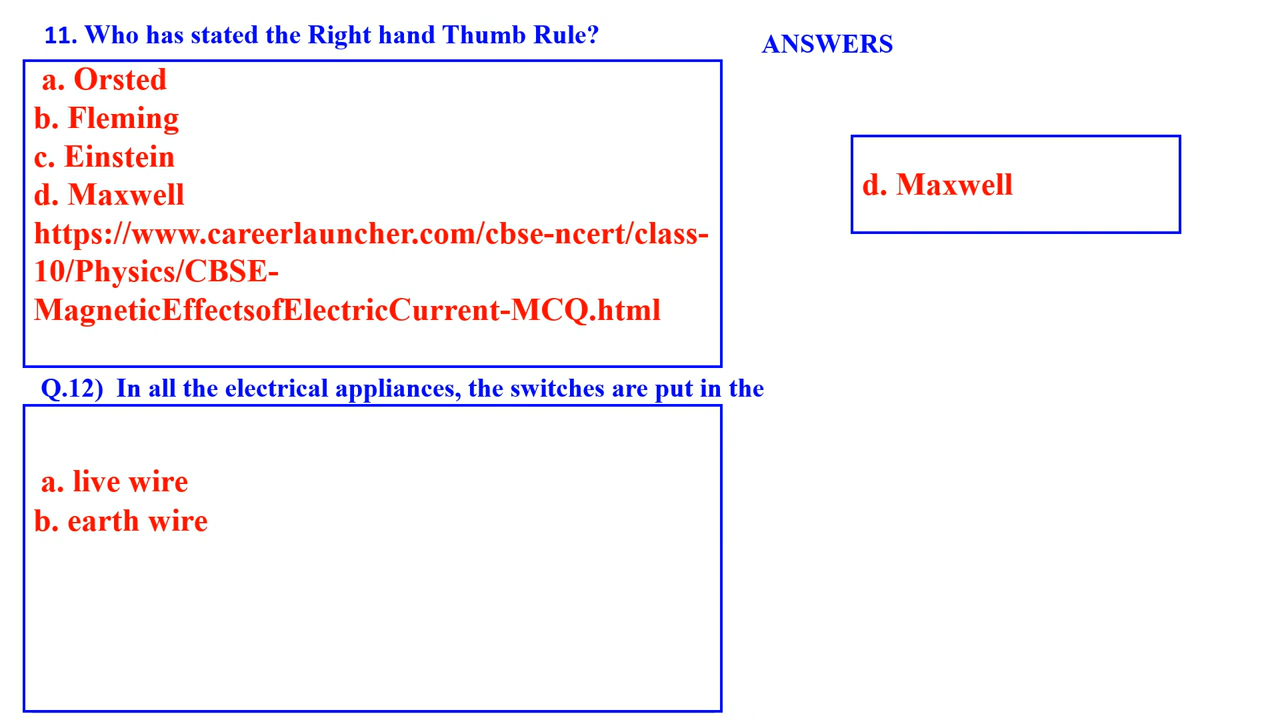 11. Who has stated the Right hand Thumb Rule?
ANSWERS
a. Orsted
b. Fleming
c. Einstein
d. Maxwell
https://www.careerlauncher.com/cbse-ncert/class-
10/Physics/CBSE-
MagneticEffectsofElectricCurrent-MCQ.html
d. Maxwell
Q.12) In all the electrical appliances, the switches are put in the
a. live wire
b. earth wire